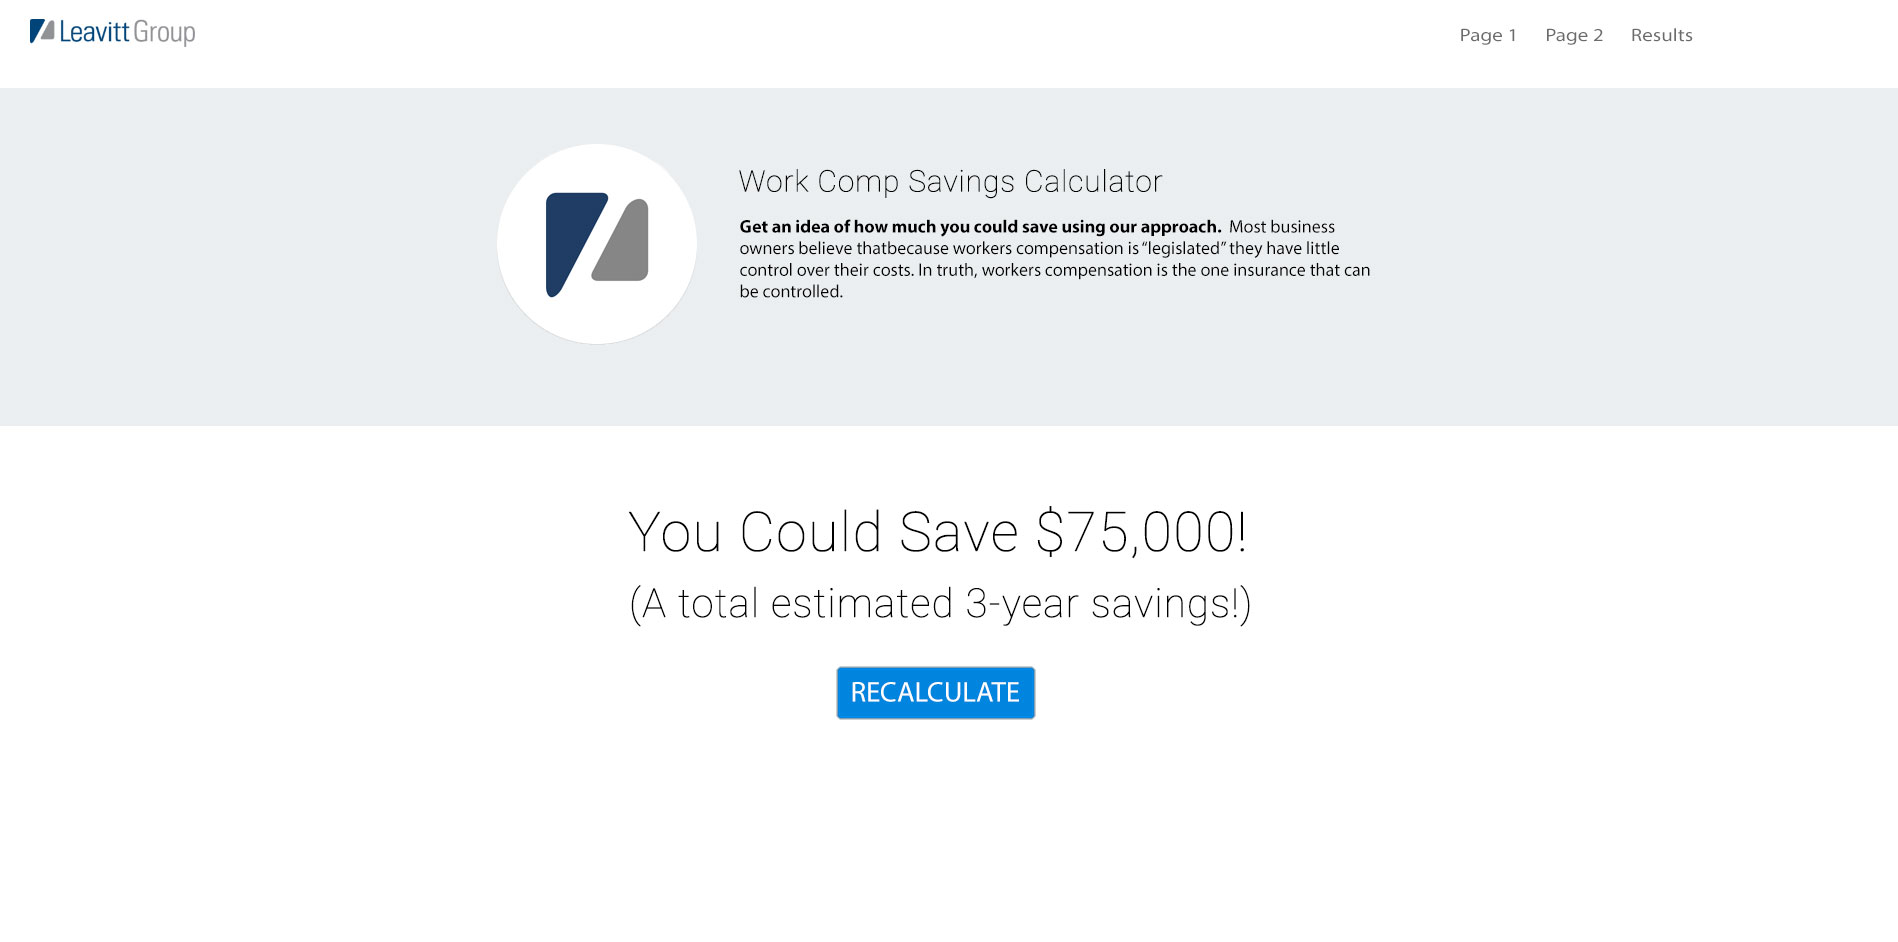 Leavitt Group
Page 1 Page 2 Results
Work Comp Savings Calculator
Get an idea of how much you could save using our approach. Most business
owners believe thatbecause workers compensation is “legislated” they have little
control over their costs. In truth, workers compensation is the one insurance that can
be controlled.
You Could Save $75,000!
(A total estimated 3-year savings!)
RECALCULATE